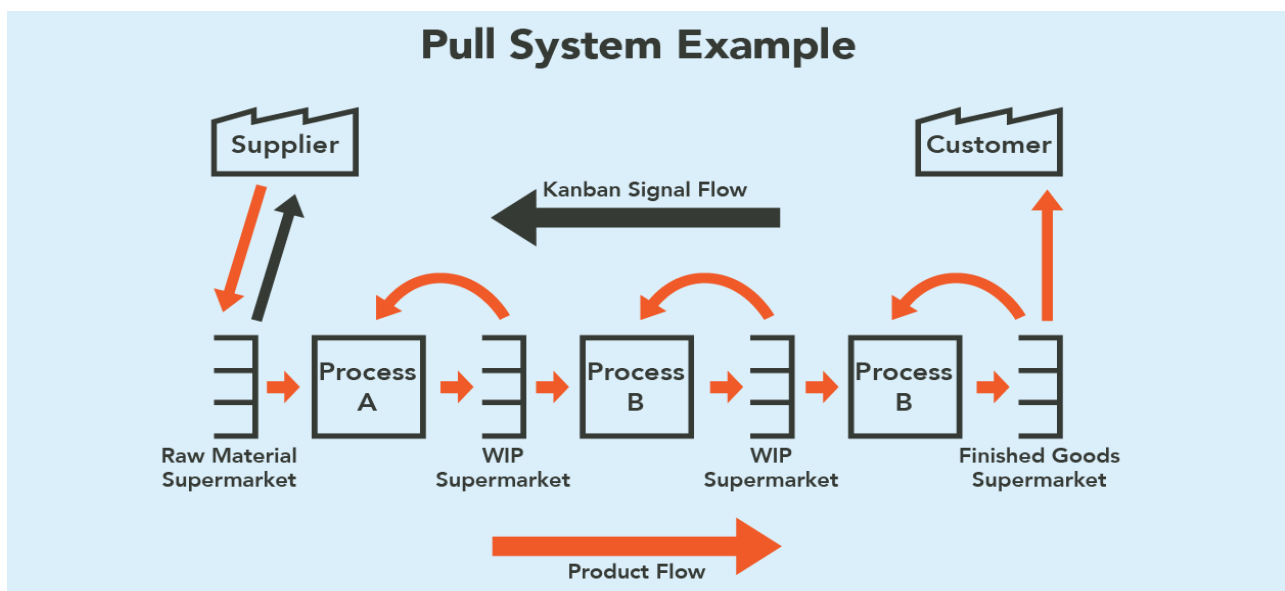 Pull System Example
Supplier
Customer
Kanban Signal Flow
Process
A
Process
B
Process
B
Raw Material
Supermarket
WIP
Supermarket
WIP
Supermarket
Finished Goods
Supermarket
Product Flow